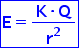 E = K · Q / r²